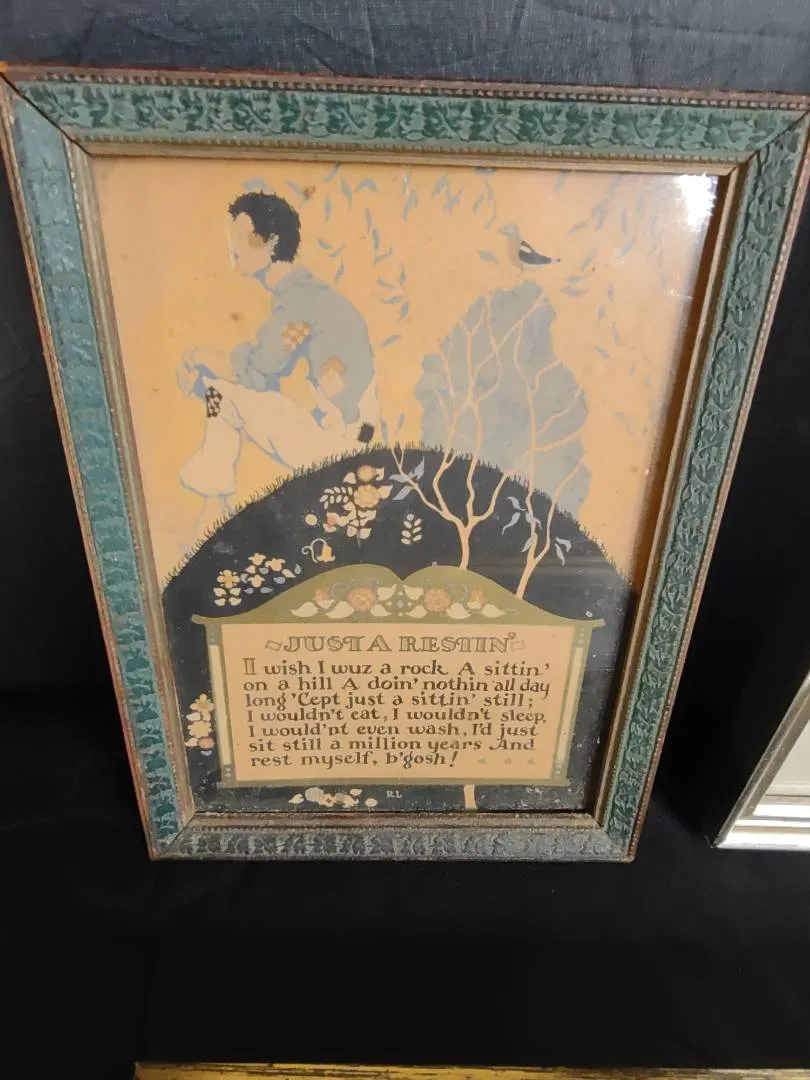 JUST A RESTIN'
I wish I wuz a rock A sittin'
on a hill A doin' nothin' all day
long 'Cept just a sittin' still;
I wouldn't eat, I wouldn't sleep,
I would'nt even wash, I'd just
sit still a million years And
rest myself, b'gosh!
RL